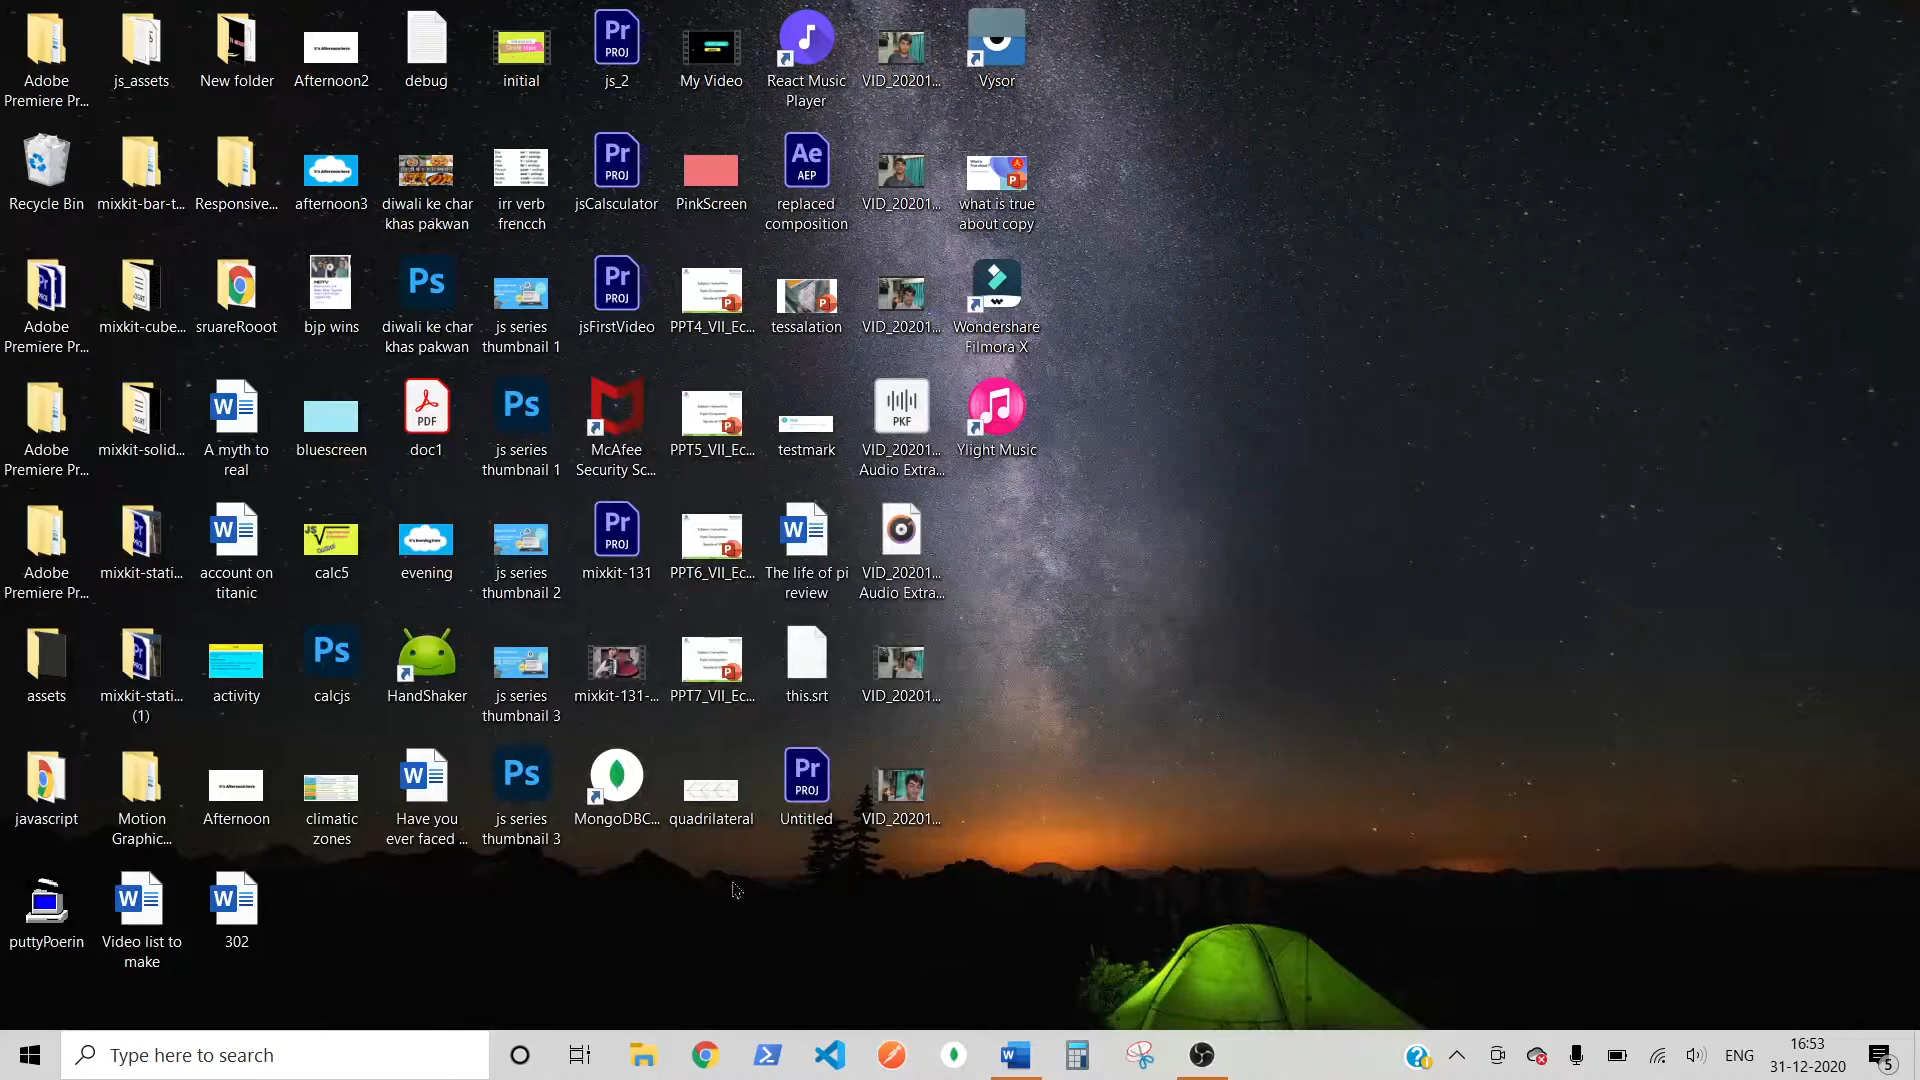 Adobe
Premiere Pr...
js_assets
New folder
Afternoon2
debug
initial
Pr
PROJ
js_2
My Video
React Music
Player
VID_20201...
Vysor
Recycle Bin
mixkit-bar-t...
Responsive...
afternoon3
diwali ke char
khas pakwan
irr verb
frencch
Pr
PROJ
jsCalsculator
PinkScreen
Ae
AEP
replaced
composition
VID_20201...
what is true
about copy
Adobe
Premiere Pr...
mixkit-cube...
sruareRooot
bjp wins
Ps
diwali ke char
khas pakwan
js series
thumbnail 1
Pr
PROJ
jsFirstVideo
PPT4_VII_Ec...
tessalation
VID_20201...
Wondershare
Filmora X
Adobe
Premiere Pr...
mixkit-solid...
W
A myth to
real
bluescreen
PDF
doc1
Ps
js series
thumbnail 1
McAfee
Security Sc...
PPT5_VII_Ec...
testmark
PKF
VID_20201...
Audio Extra...
Ylight Music
Adobe
Premiere Pr...
mixkit-stati...
W
account on
titanic
calc5
evening
js series
thumbnail 2
Pr
PROJ
mixkit-131
PPT6_VII_Ec...
W
The life of pi
review
VID_20201...
Audio Extra...
assets
mixkit-stati...
(1)
activity
Ps
calcjs
HandShaker
js series
thumbnail 3
mixkit-131-...
PPT7_VII_Ec...
this.srt
VID_20201...
javascript
Motion
Graphic...
Afternoon
climatic
zones
W
Have you
ever faced ...
Ps
js series
thumbnail 3
MongoDBC...
quadrilateral
Pr
PROJ
Untitled
VID_20201...
puttyPoerin
W
Video list to
make
W
302
Type here to search
ENG
16:53
31-12-2020
5